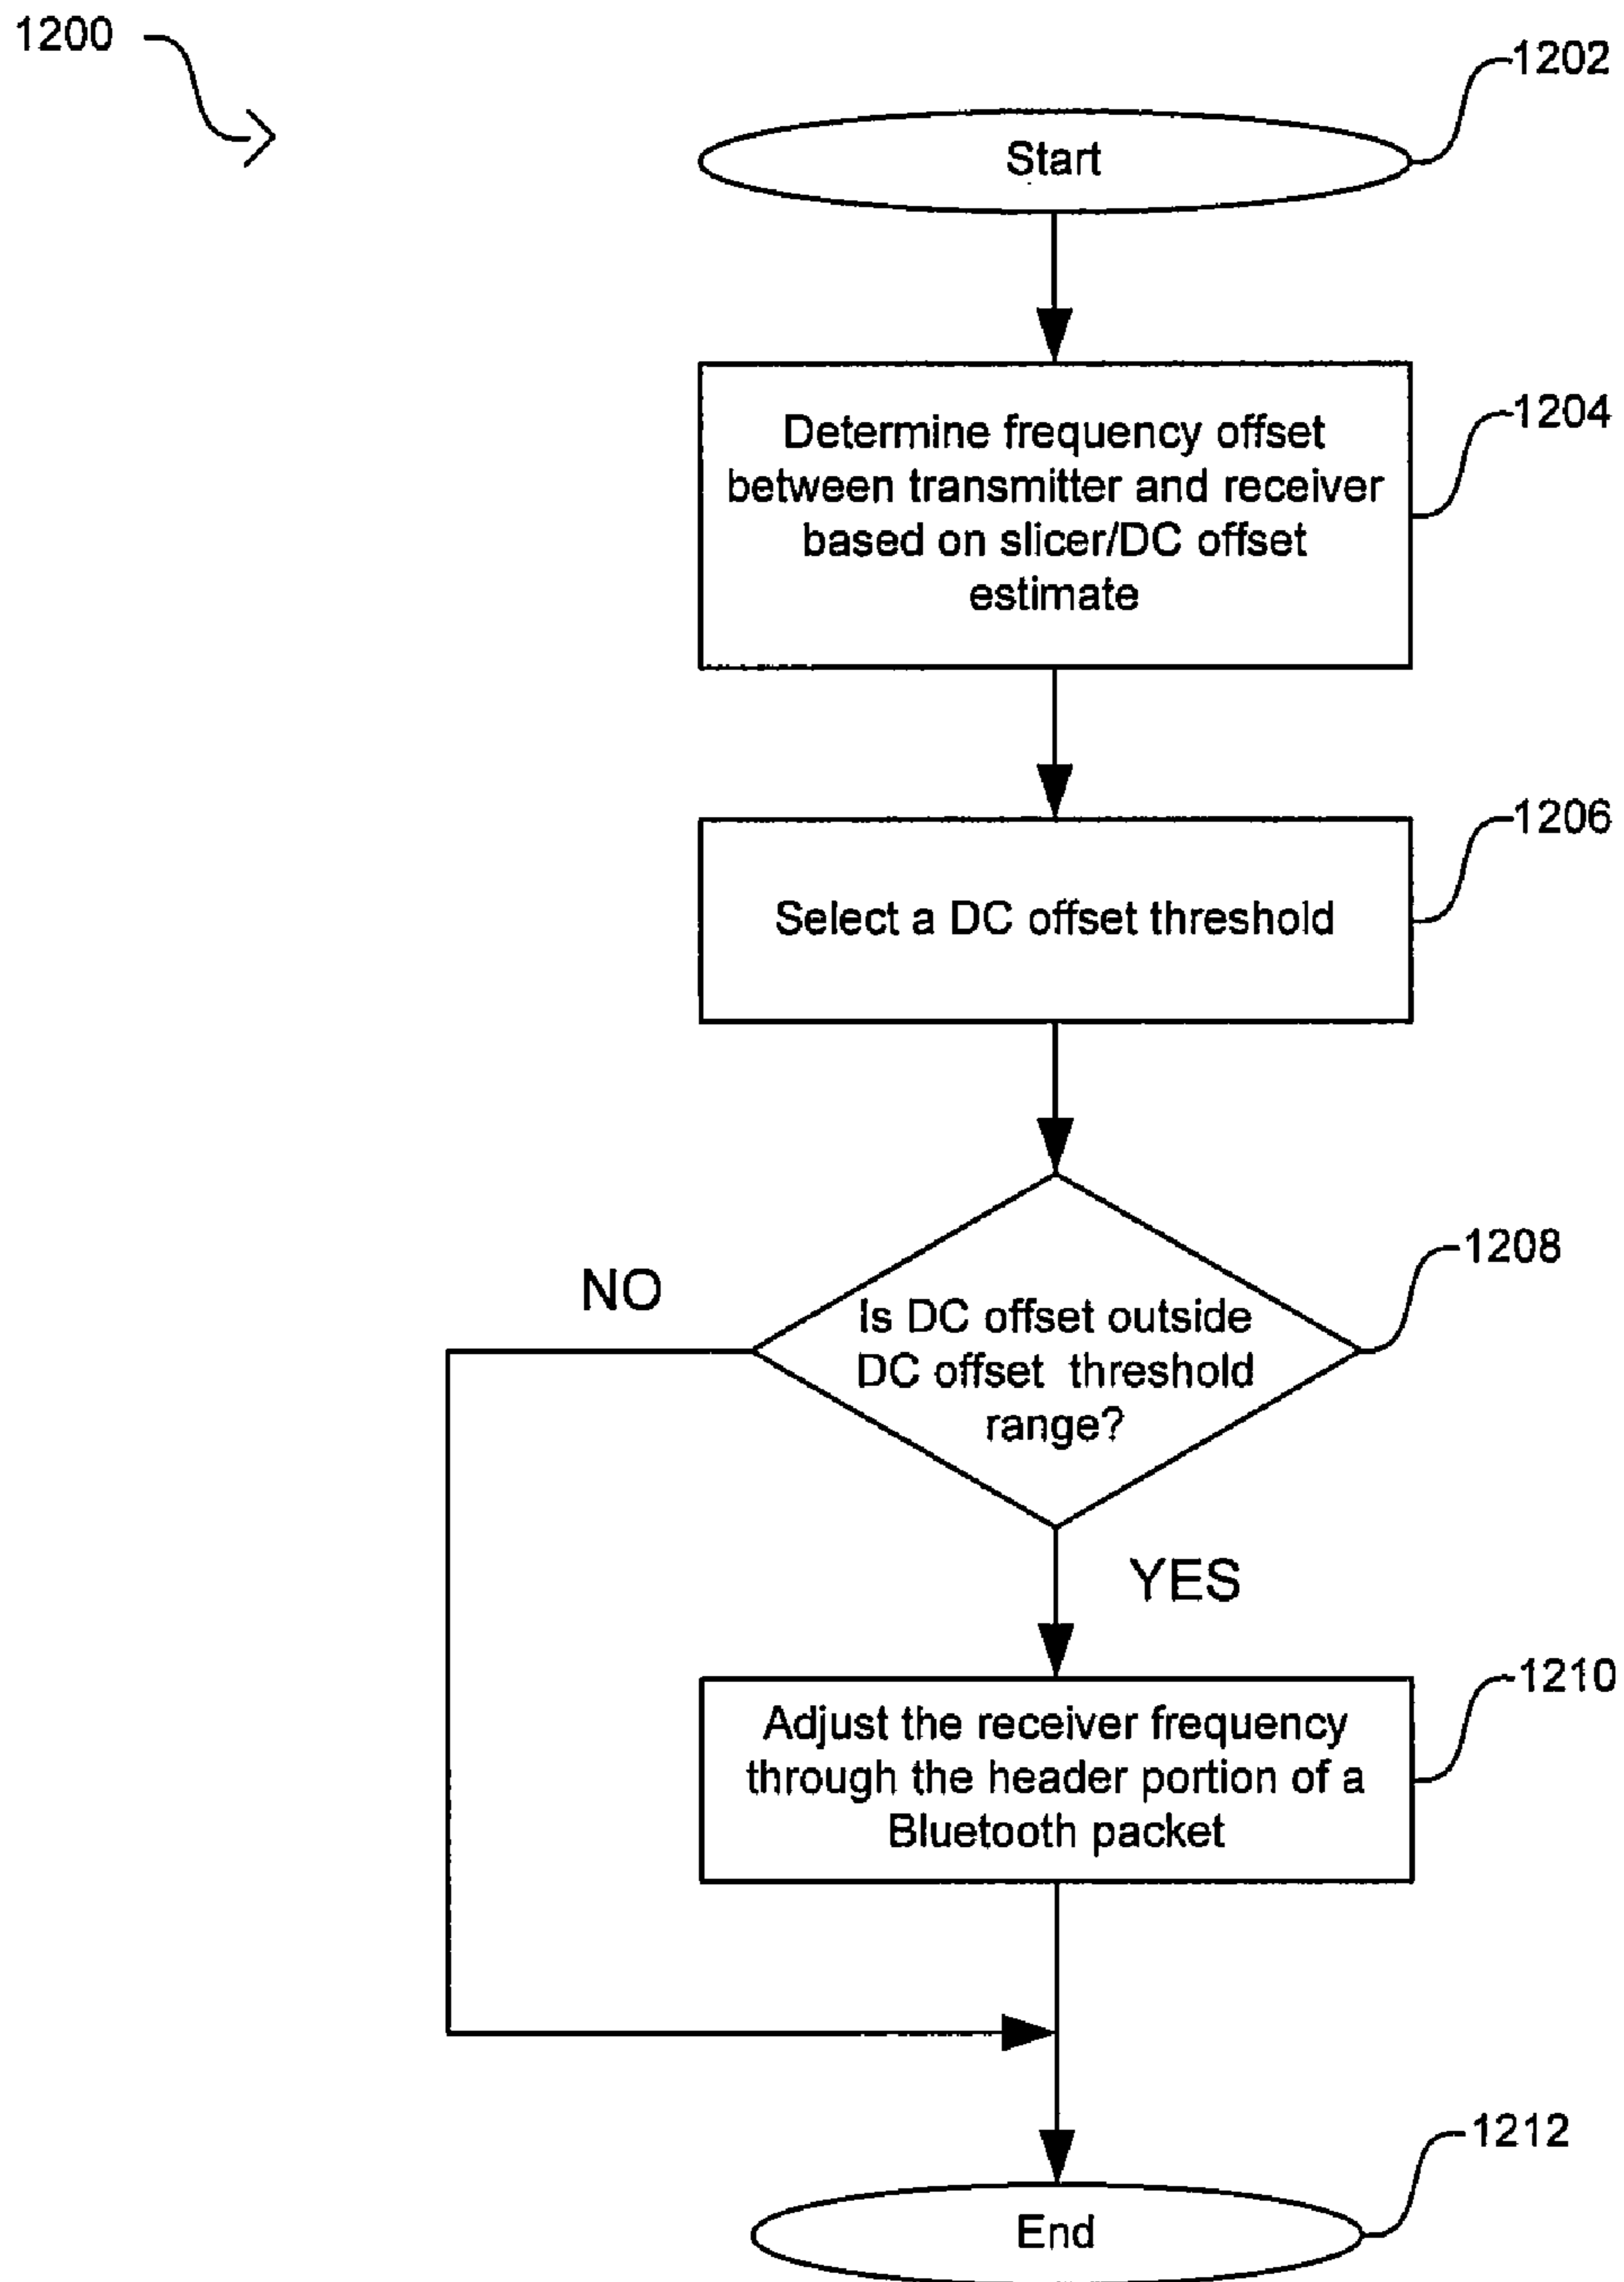 1200
1202
Start
1204
Determine frequency offset
between transmitter and receiver
based on slicer/DC offset
estimate
1206
Select a DC offset threshold
1208
NO
Is DC offset outside
DC offset threshold
range?
YES
1210
Adjust the receiver frequency
through the header portion of a
Bluetooth packet
1212
End